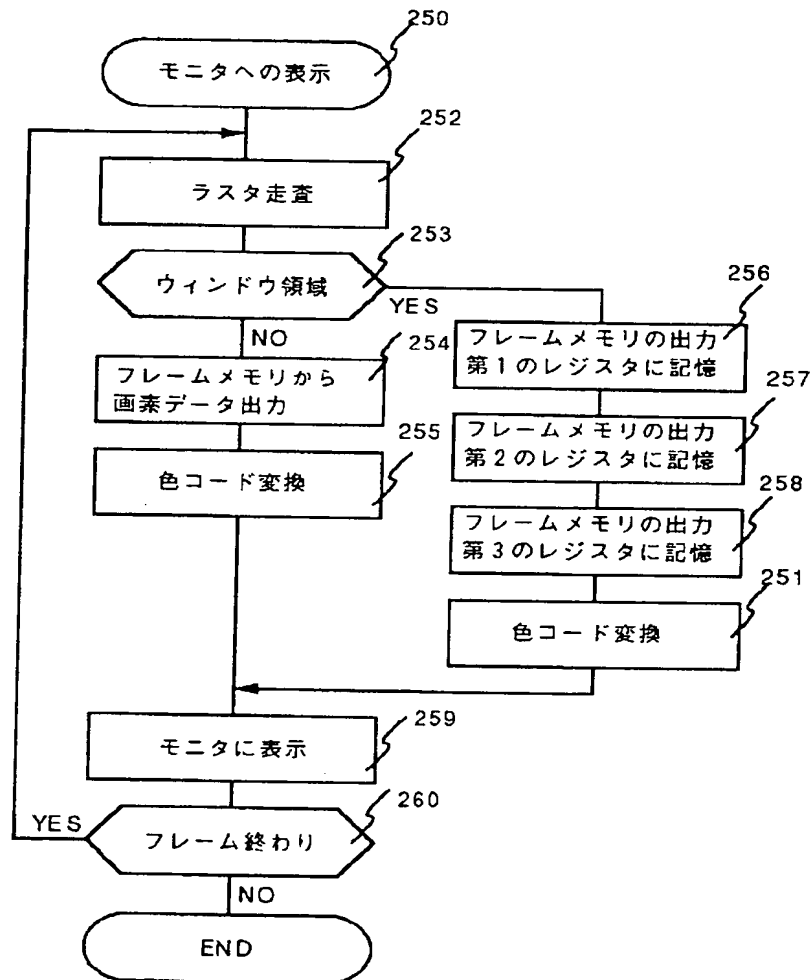 250
モニタへの表示
252
ラスタ走査
253
ウィンドウ領域
YES
NO
254
フレームメモリから
画素データ出力
255
色コード変換
256
フレームメモリの出力
第1のレジスタに記憶
257
フレームメモリの出力
第2のレジスタに記憶
258
フレームメモリの出力
第3のレジスタに記憶
251
色コード変換
259
モニタに表示
260
フレーム終わり
YES
NO
END